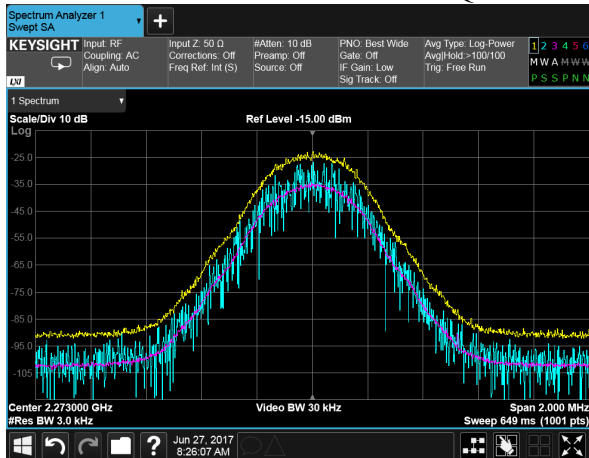 Spectrum Analyzer 1
Swept SA
+
KEYSIGHT
LXI
Input: RF
Coupling: AC
Align: Auto
Input Z: 50 Ω
Corrections: Off
Freq Ref: Int (S)
#Atten: 10 dB
Preamp: Off
Source: Off
PNO: Best Wide
Gate: Off
IF Gain: Low
Sig Track: Off
Avg Type: Log-Power
Avg|Hold:>100/100
Trig: Free Run
1 2 3 4 5 6
M W A M W W
P S S P N N
1 Spectrum
Scale/Div 10 dB
Ref Level -15.00 dBm
Log
-25.0
-35.0
-45.0
-55.0
-65.0
-75.0
-85.0
-95.0
-105
Center 2.273000 GHz
Video BW 30 kHz
Span 2.000 MHz
#Res BW 3.0 kHz
Sweep 649 ms (1001 pts)
?
Jun 27, 2017
8:26:07 AM